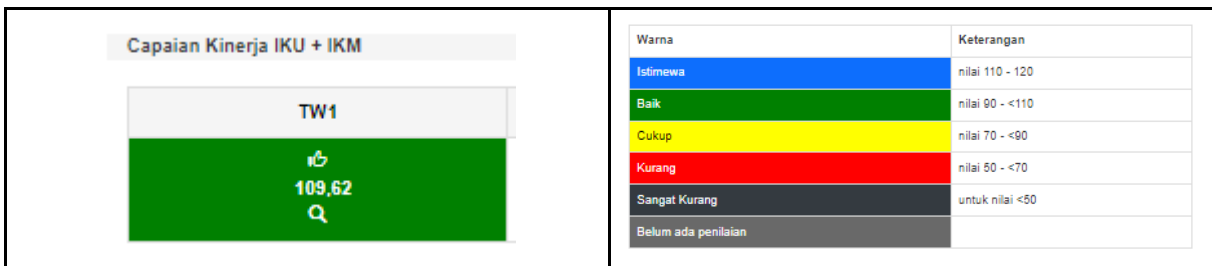 Capaian Kinerja IKU + IKM
TW1
109,62
Warna Keterangan
Istimewa nilai 110 - 120
Baik nilai 90 - <110
Cukup nilai 70 - <90
Kurang nilai 50 - <70
Sangat Kurang untuk nilai <50
Belum ada penilaian